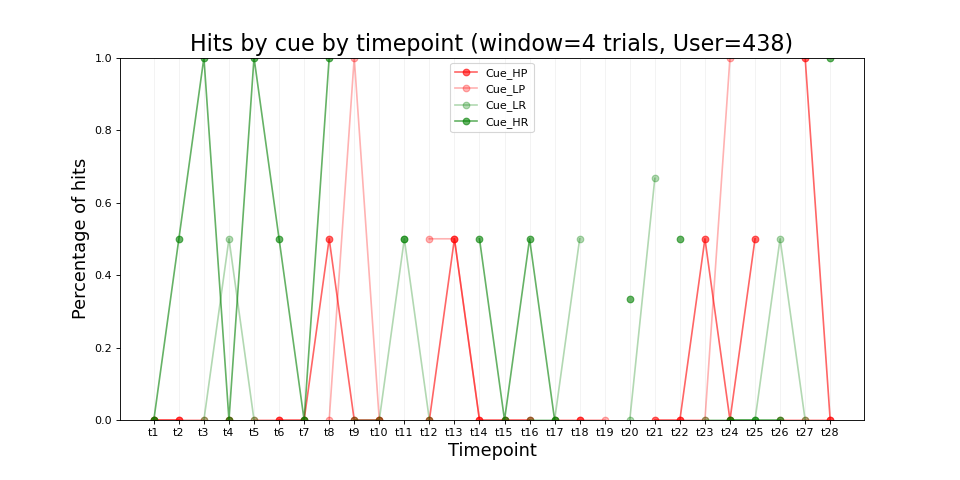 Hits by cue by timepoint (window=4 trials, User=438)
Percentage of hits
1.0
0.8
0.6
0.4
0.2
0.0
Cue_HP
Cue_LP
Cue_LR
Cue_HR
t1 t2 t3 t4 t5 t6 t7 t8 t9 t10 t11 t12 t13 t14 t15 t16 t17 t18 t19 t20 t21 t22 t23 t24 t25 t26 t27 t28
Timepoint